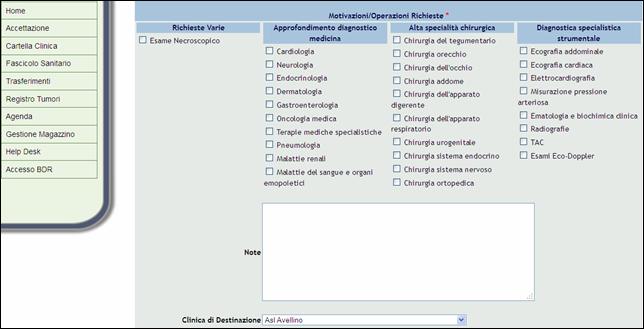 Home
Accettazione
Cartella Clinica
Fascicolo Sanitario
Trasferimenti
Registro Tumori
Agenda
Gestione Magazzino
Help Desk
Accesso BDR
Motivazioni/Operazioni Richieste *
Richieste Varie
Esame Necroscopico
Approfondimento diagnostico
medicina
Cardiologia
Neurologia
Endocrinologia
Dermatologia
Gastroenterologia
Oncologia medica
Terapie mediche specialistiche
Pneumologia
Malattie renali
Malattie del sangue e organi
emopoietici
Alta specialità chirurgica
Chirurgia del tegumentario
Chirurgia orecchio
Chirurgia dell'occhio
Chirurgia addome
Chirurgia dell'apparato
digerente
Chirurgia dell'apparato
respiratorio
Chirurgia urogenitale
Chirurgia sistema endocrino
Chirurgia sistema nervoso
Chirurgia ortopedica
Diagnostica specialistica
strumentale
Ecografia addominale
Ecografia cardiaca
Elettrocardiografia
Misurazione pressione
arteriosa
Ematologia e biochimica clinica
Radiografie
TAC
Esami Eco-Doppler
Note
Clinica di Destinazione
Asl Avellino